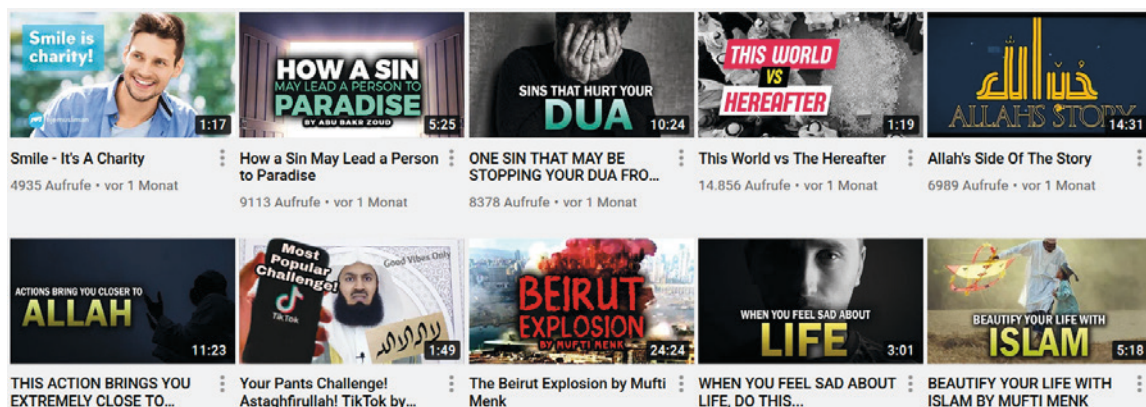 Smile is
charity!
1:17
HOW A SIN
MAY LEAD A PERSON TO
PARADISE
BY ABU BAKR ZOUD
5:25
SINS THAT HURT YOUR
DUA
10:24
THIS WORLD
VS
HEREAFTER
1:19
ALLAH'S STORY
14:31
Smile - It's A Charity
4935 Aufrufe • vor 1 Monat
How a Sin May Lead a Person
to Paradise
9113 Aufrufe • vor 1 Monat
ONE SIN THAT MAY BE
STOPPING YOUR DUA FRO...
8378 Aufrufe • vor 1 Monat
This World vs The Hereafter
14.856 Aufrufe • vor 1 Monat
Allah's Side Of The Story
6989 Aufrufe • vor 1 Monat
ACTIONS BRING YOU CLOSER TO
ALLAH
11:23
Most
Popular
Challenge!
TikTok
Good Vibes Only
1:49
BEIRUT
EXPLOSION
BY MUFTI MENK
24:24
WHEN YOU FEEL SAD ABOUT
LIFE
3:01
BEAUTIFY YOUR LIFE WITH
ISLAM
5:18
THIS ACTION BRINGS YOU
EXTREMELY CLOSE TO...
Your Pants Challenge!
Astaghfirullah! TikTok by...
The Beirut Explosion by Mufti
Menk
WHEN YOU FEEL SAD ABOUT
LIFE, DO THIS...
BEAUTIFY YOUR LIFE WITH
ISLAM BY MUFTI MENK